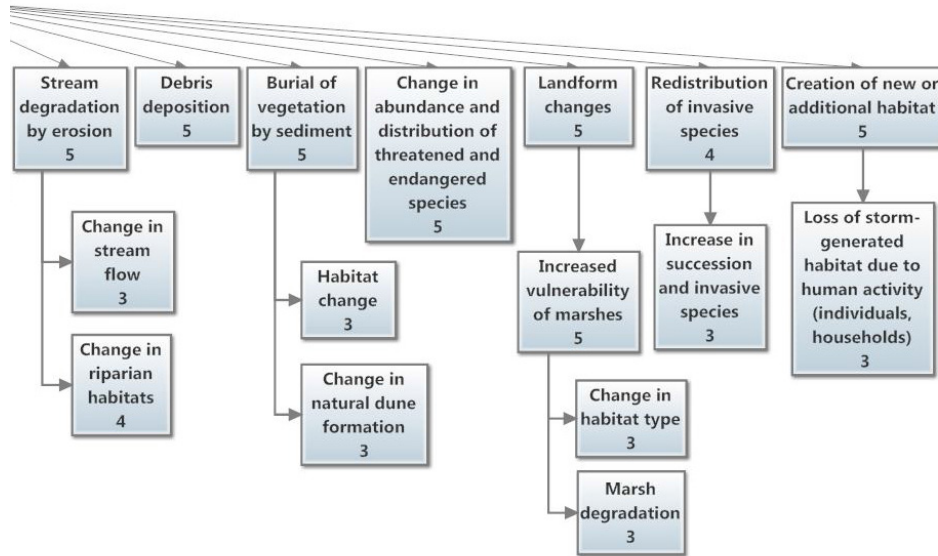 Stream
degradation
by erosion
5
Debris
deposition
5
Burial of
vegetation
by sediment
5
Change in
abundance and
distribution of
threatened and
endangered
species
5
Landform
changes
5
Redistribution
of invasive
species
4
Creation of new or
additional habitat
5
Change in
stream
flow
3
Change in
riparian
habitats
4
Habitat
change
3
Change in
natural dune
formation
3
Increased
vulnerability
of marshes
5
Change in
habitat type
3
Marsh
degradation
3
Increase in
succession
and invasive
species
3
Loss of storm-
generated
habitat due to
human activity
(individuals,
households)
3